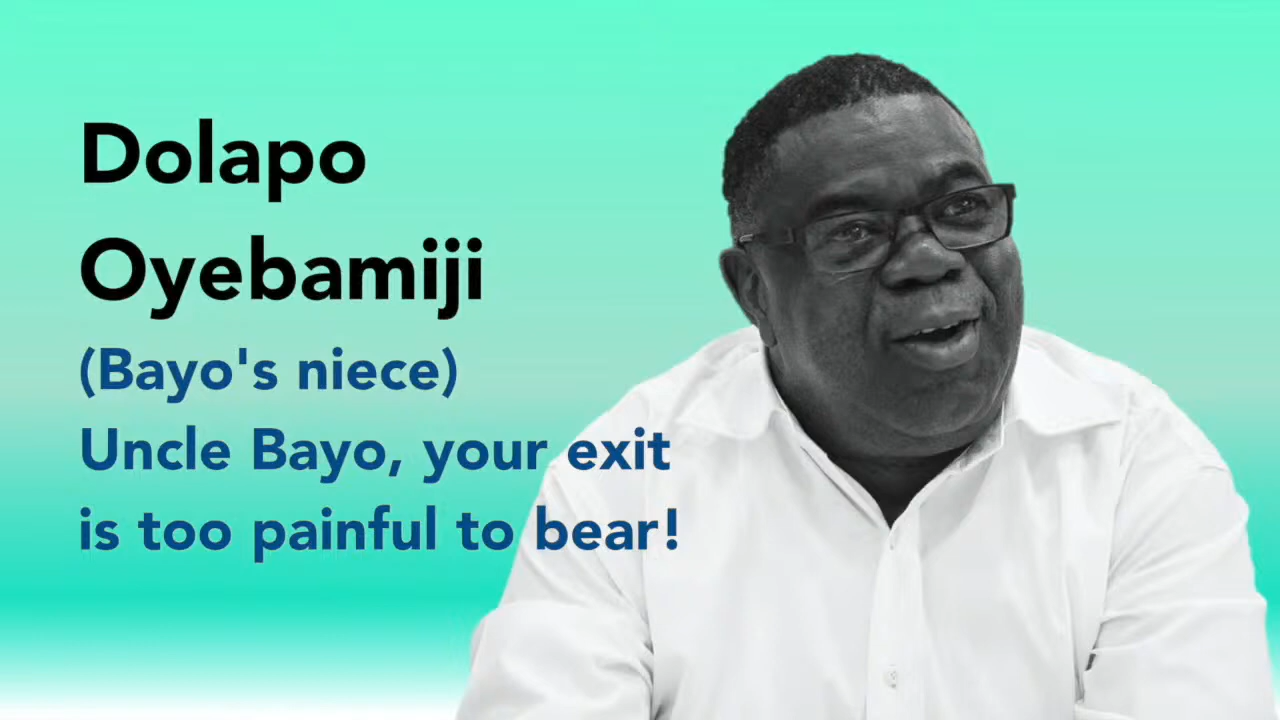 Dolapo
Oyebamiji
(Bayo's niece)
Uncle Bayo, your exit
is too painful to bear!